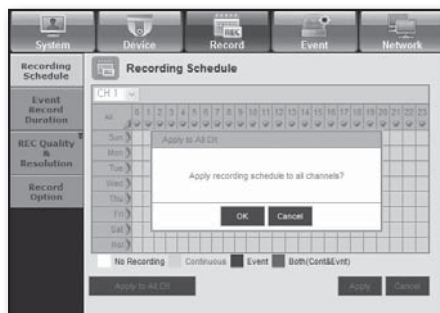 System Device Record Event Network
Recording Schedule
Event Record Duration
REC Quality & Resolution
Record Option
Recording Schedule
CH 1
All 0 1 2 3 4 5 6 7 8 9 10 11 12 13 14 15 16 17 18 19 20 21 22 23
Sun
Mon
Tue
Wed
Thu
Fri
Sat
Hol
Apply to All CH
Apply recording schedule to all channels?
OK Cancel
No Recording Continuous Event Both(Cont&Evnt)
Apply to All CH Apply Cancel